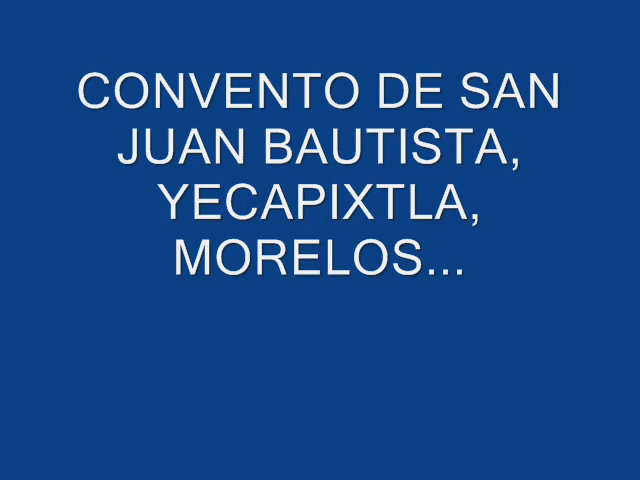 CONVENTO DE SAN
JUAN BAUTISTA,
YECAPIXTLA,
MORELOS...